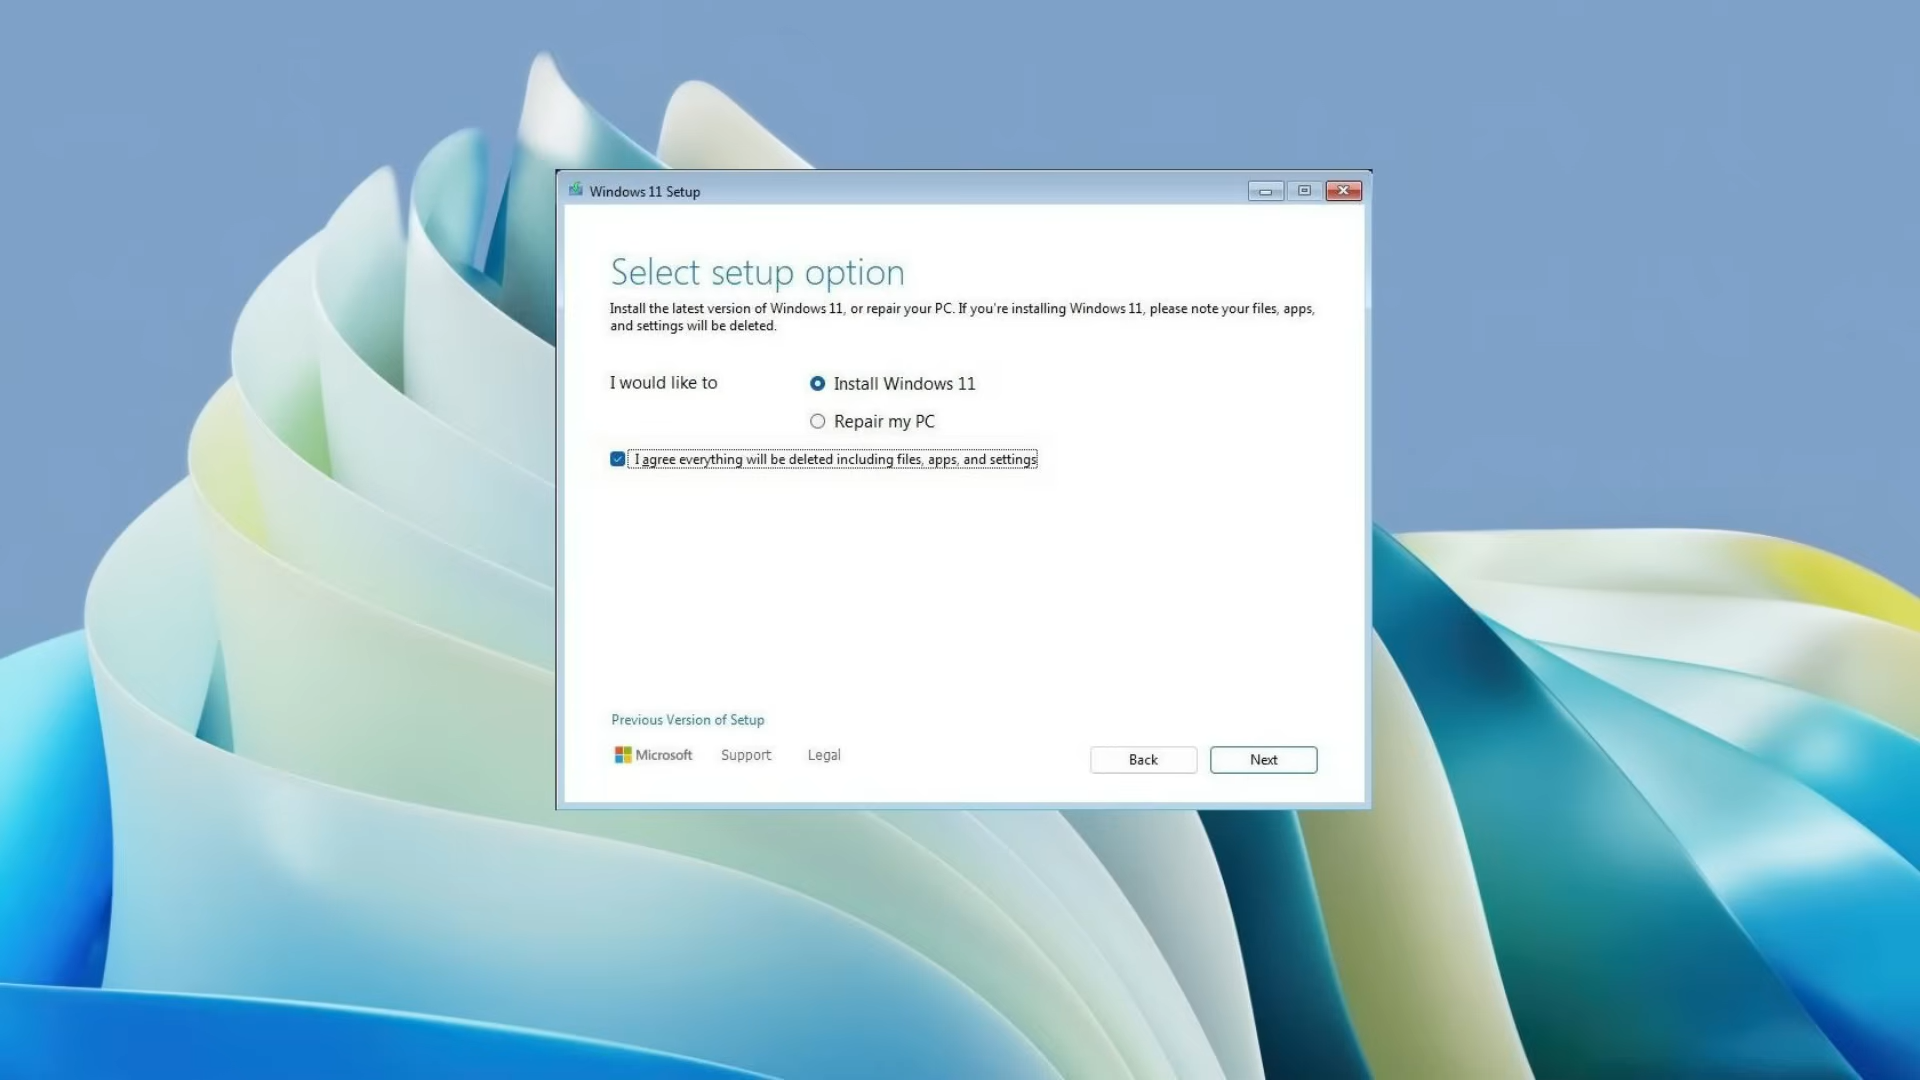 Windows 11 Setup
Select setup option
Install the latest version of Windows 11, or repair your PC. If you're installing Windows 11, please note your files, apps,
and settings will be deleted.
I would like to
Install Windows 11
Repair my PC
I agree everything will be deleted including files, apps, and settings
Previous Version of Setup
Microsoft Support Legal
Back Next